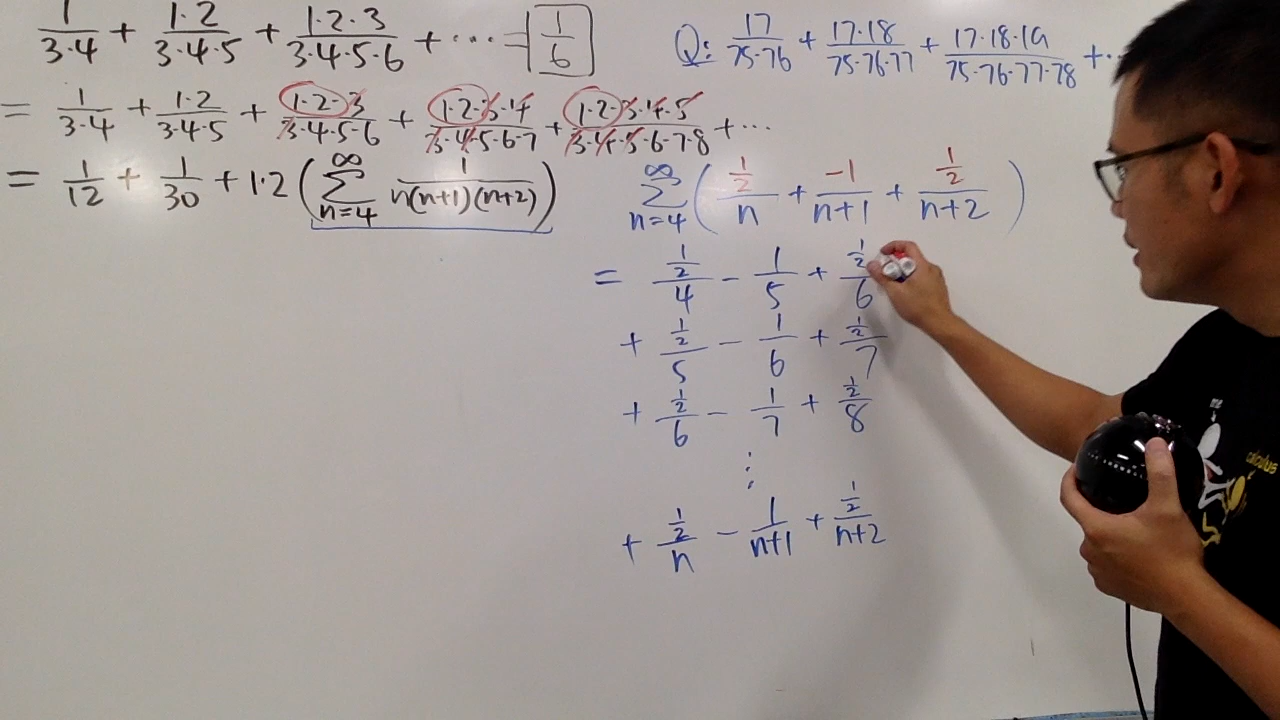 1/(3·4) + (1·2)/(3·4·5) + (1·2·3)/(3·4·5·6) + ··· = 1/6
Q: 17/(75·76) + (17·18)/(75·76·77) + (17·18·19)/(75·76·77·78) + ··
= 1/(3·4) + (1·2)/(3·4·5) + (1·2·3)/(3·4·5·6) + (1·2·3·4)/(3·4·5·6·7) + (1·2·3·4·5)/(3·4·5·6·7·8) + ···
= 1/12 + 1/30 + 1·2 (∑_{n=4}^{∞} 1/(n(n+1)(n+2)))
∑_{n=4}^{∞} ((1/2)/n + (-1)/(n+1) + (1/2)/(n+2))
= (1/2)/4 - 1/5 + (1/2)/6
+ (1/2)/5 - 1/6 + (1/2)/7
+ (1/2)/6 - 1/7 + (1/2)/8
⋮
+ (1/2)/n - 1/(n+1) + (1/2)/(n+2)
calculus